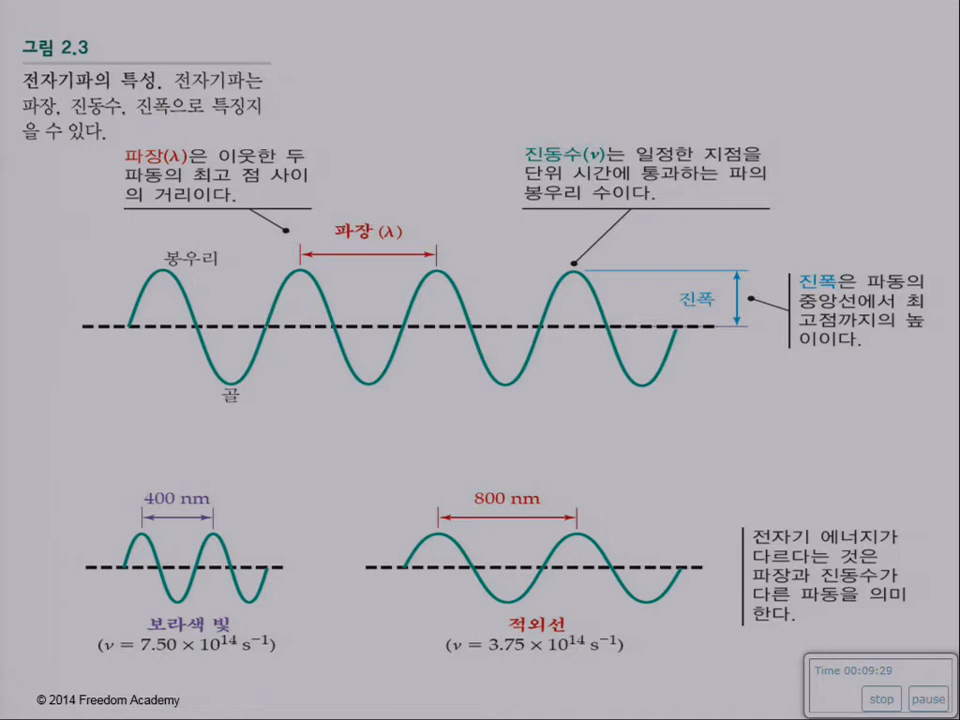 그림 2.3
전자기파의 특성. 전자기파는
파장, 진동수, 진폭으로 특징지
을 수 있다.
파장(λ)은 이웃한 두
파동의 최고 점 사이
의 거리이다.
진동수(ν)는 일정한 지점을
단위 시간에 통과하는 파의
봉우리 수이다.
파장 (λ)
봉우리
진폭
진폭은 파동의
중앙선에서 최
고점까지의 높
이이다.
골
400 nm
800 nm
전자기 에너지가
다르다는 것은
파장과 진동수가
다른 파동을 의미
한다.
보라색 빛
(ν = 7.50 × 10¹⁴ s⁻¹)
적외선
(ν = 3.75 × 10¹⁴ s⁻¹)
Time 00:09:29
stop pause
© 2014 Freedom Academy